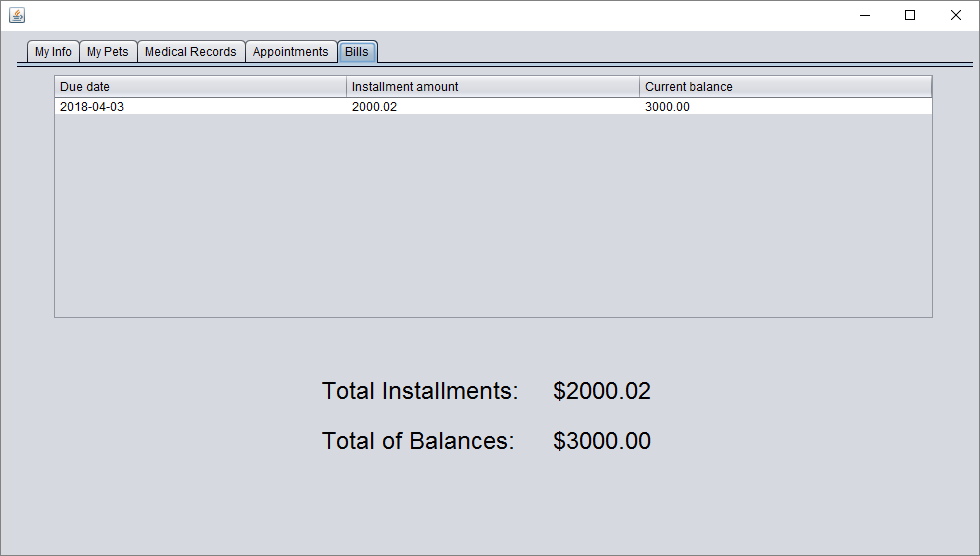 My Info My Pets Medical Records Appointments Bills
Due date Installment amount Current balance
2018-04-03 2000.02 3000.00
Total Installments: $2000.02
Total of Balances: $3000.00